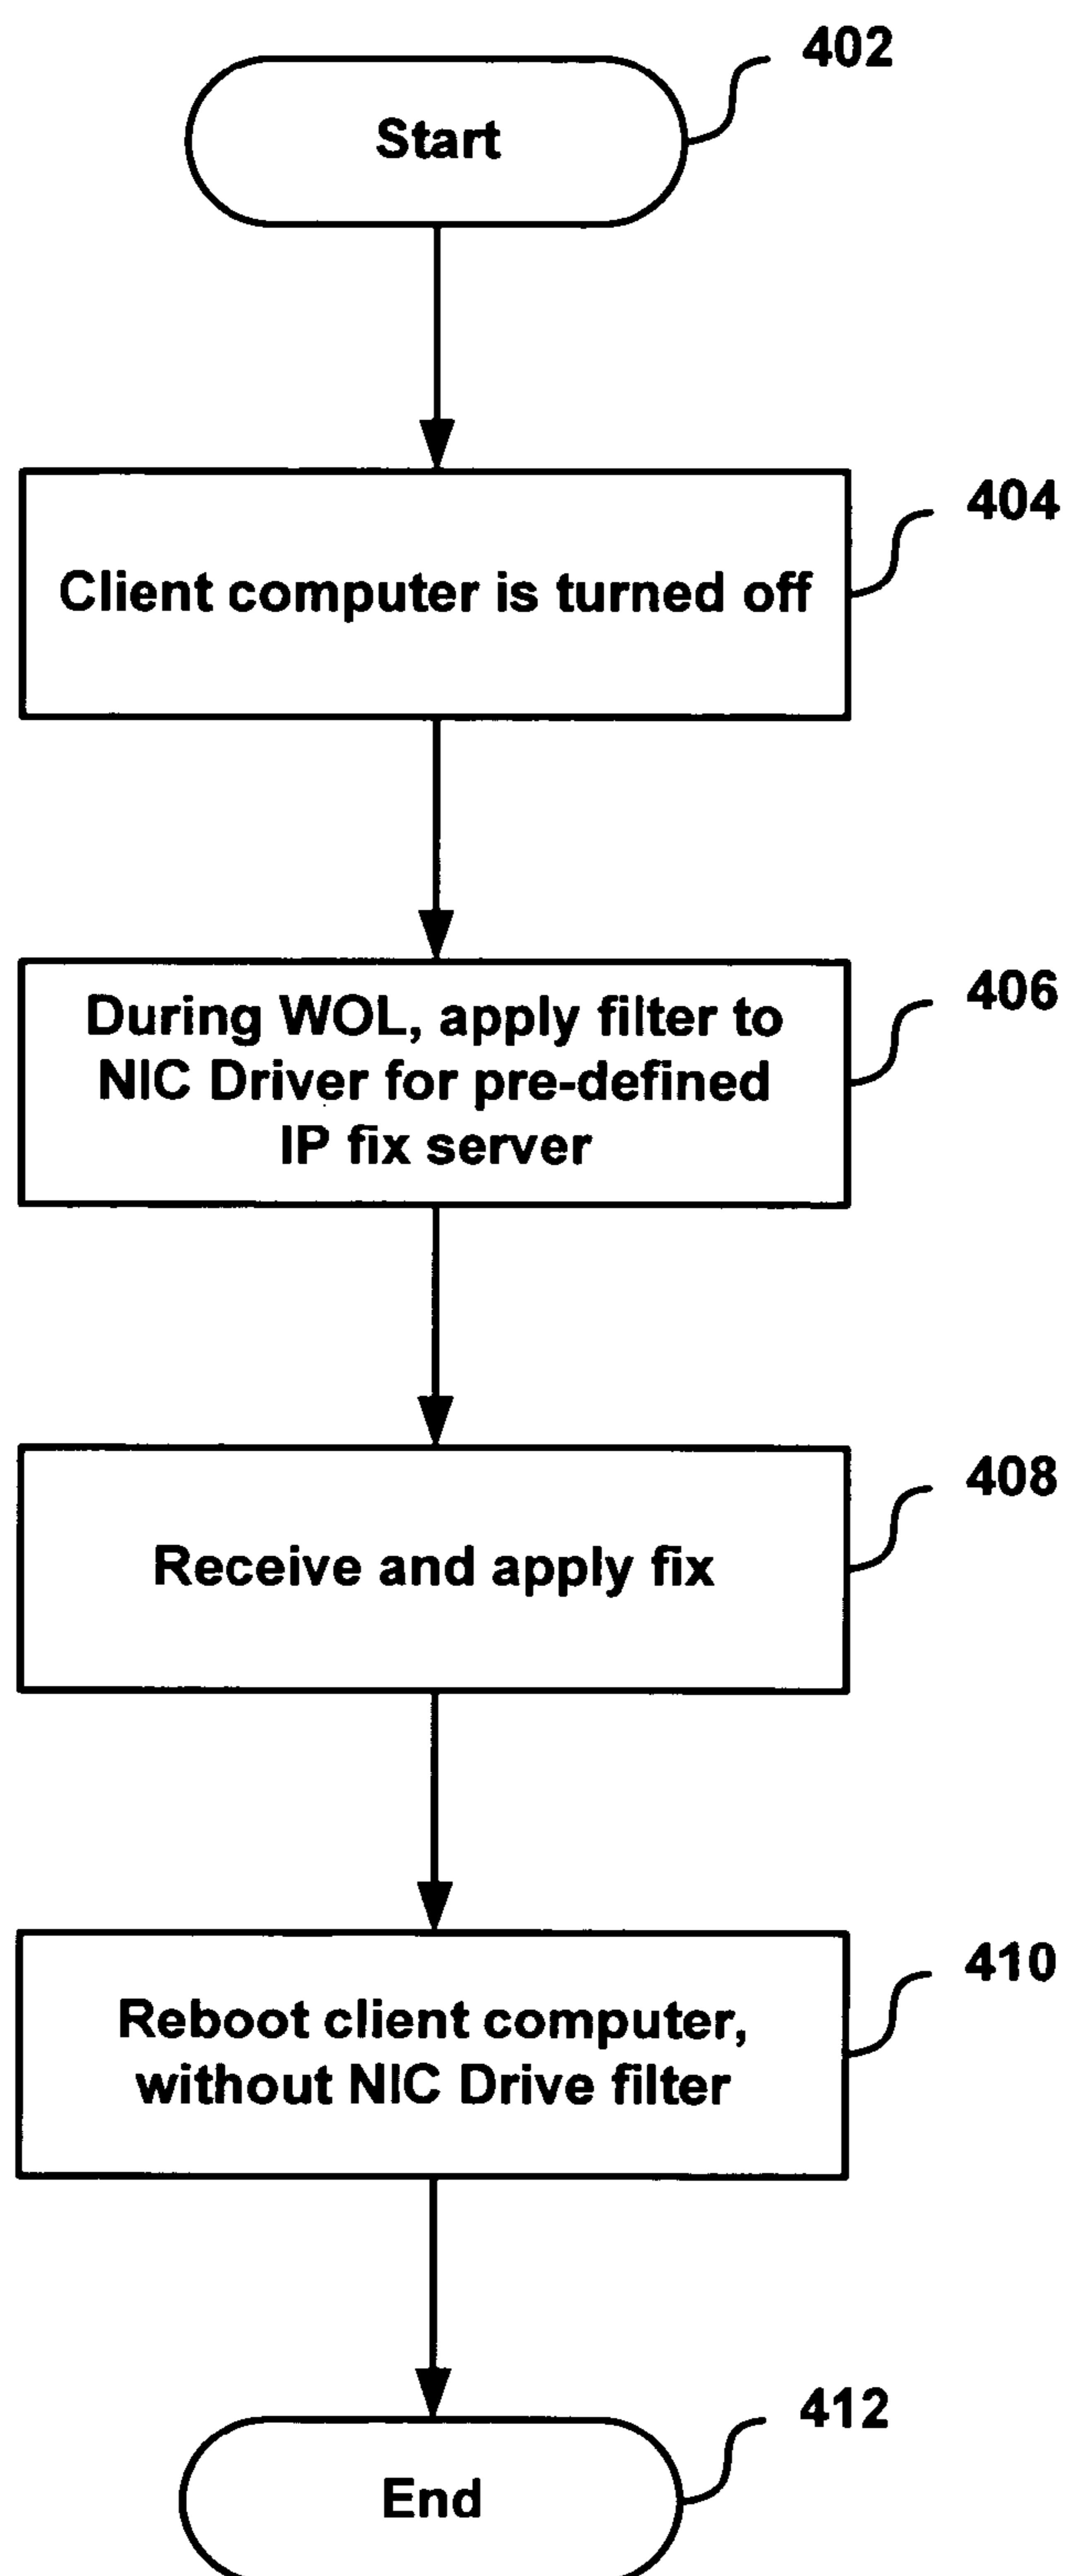 402
Start
404
Client computer is turned off
406
During WOL, apply filter to
NIC Driver for pre-defined
IP fix server
408
Receive and apply fix
410
Reboot client computer,
without NIC Drive filter
412
End